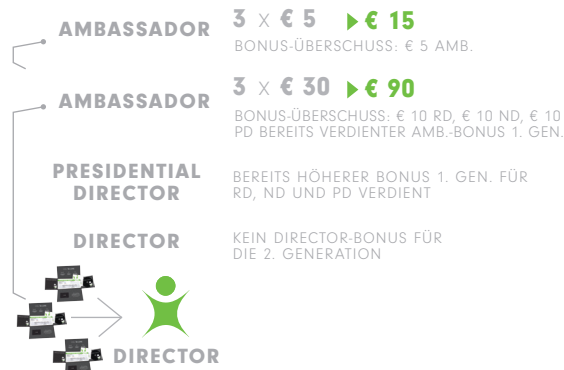 AMBASSADOR 3 x € 5 ▶€ 15
BONUS-ÜBERSCHUSS: € 5 AMB.
AMBASSADOR 3 x € 30 ▶€ 90
BONUS-ÜBERSCHUSS: € 10 RD, € 10 ND, € 10
PD BEREITS VERDIENTER AMB.-BONUS 1. GEN.
PRESIDENTIAL
DIRECTOR
BEREITS HÖHERER BONUS 1. GEN. FÜR
RD, ND UND PD VERDIENT
DIRECTOR
KEIN DIRECTOR-BONUS FÜR
DIE 2. GENERATION
DIRECTOR